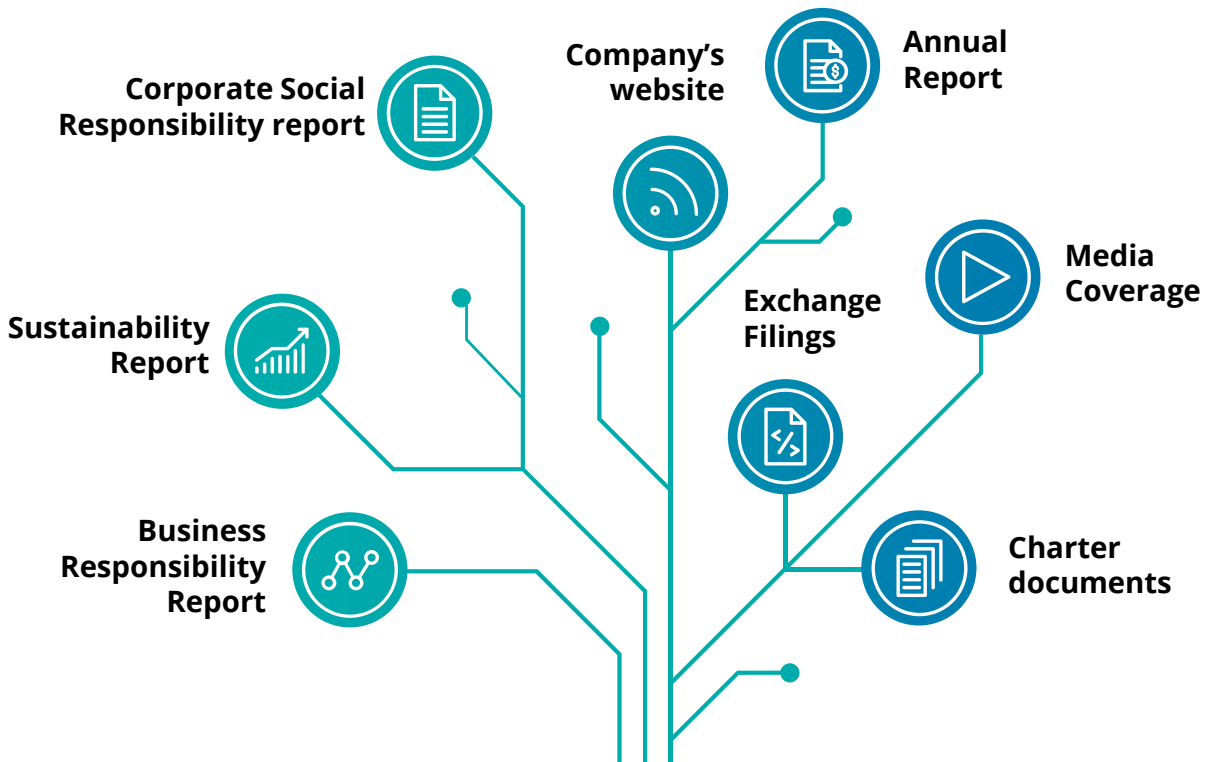 Company’s
website
Annual
Report
Corporate Social
Responsibility report
Media
Coverage
Exchange
Filings
Sustainability
Report
Business
Responsibility
Report
Charter
documents